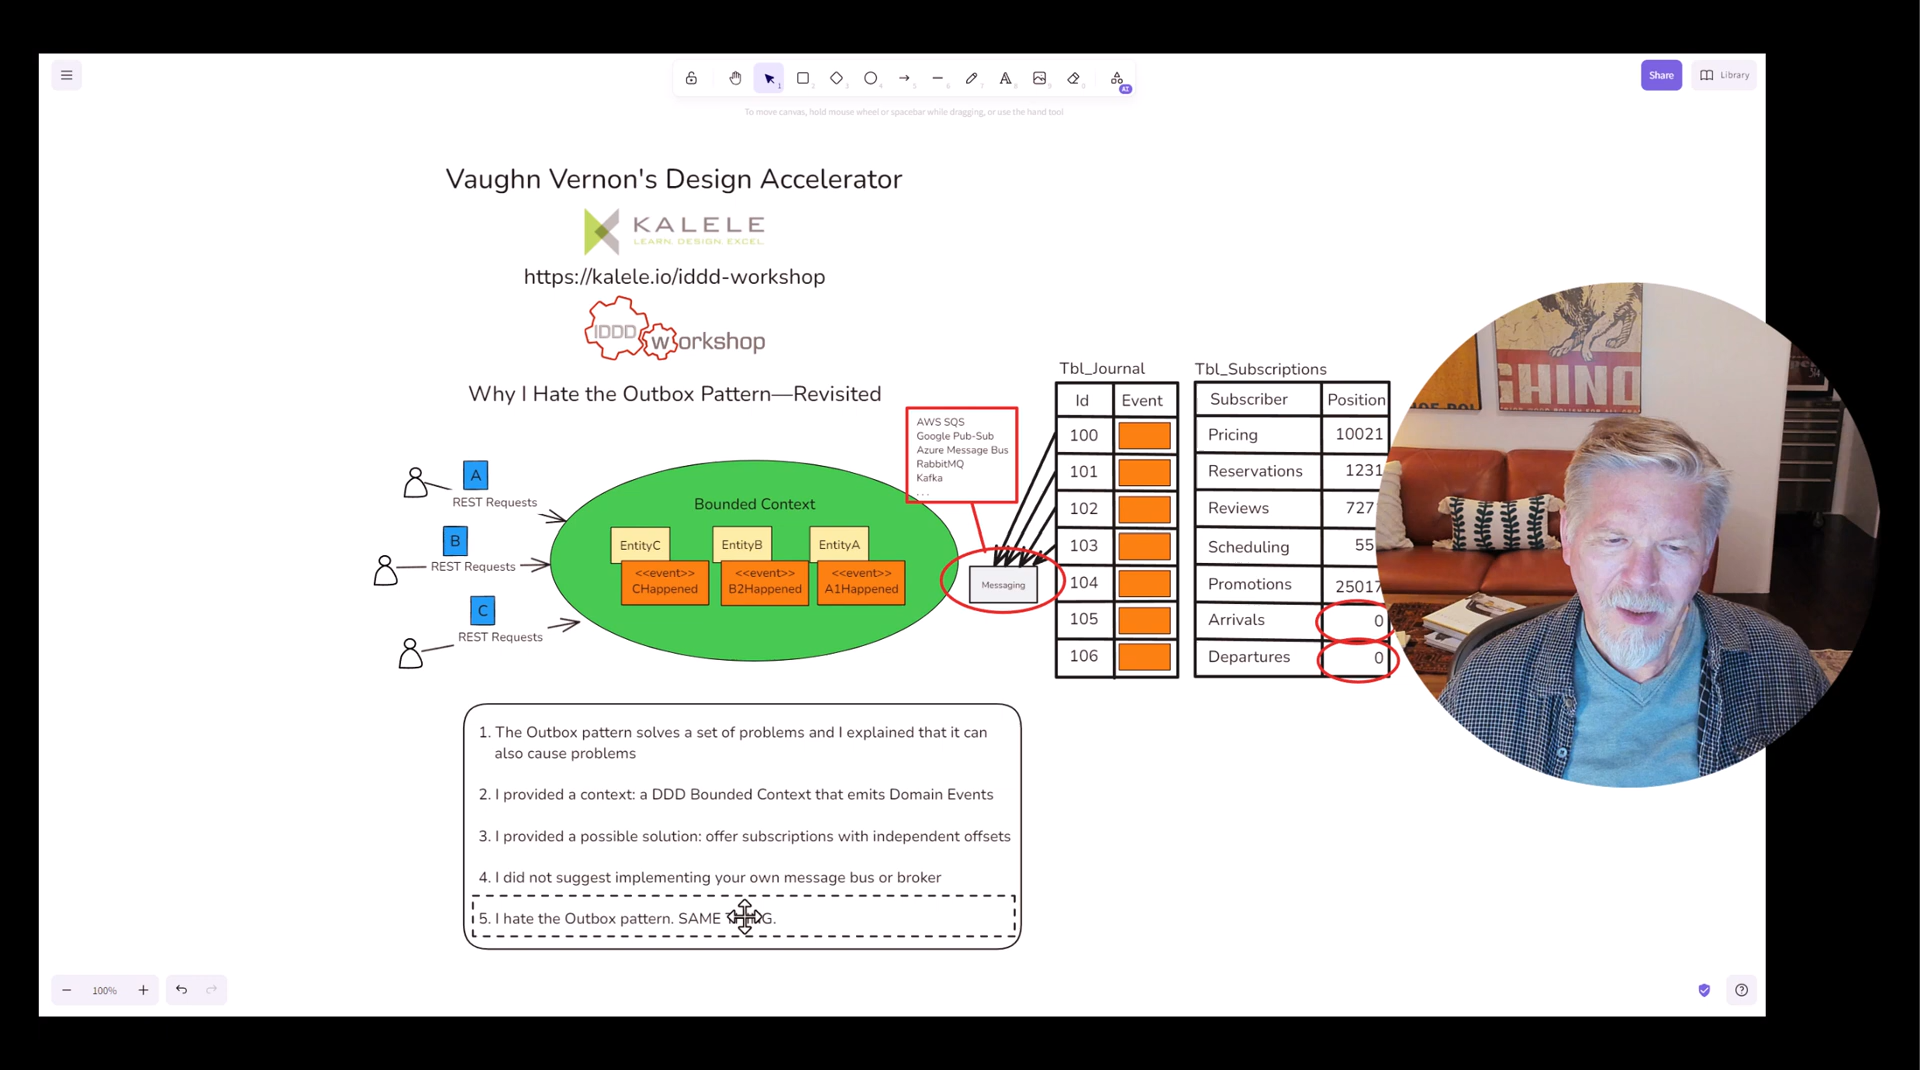 Share
Library
To move canvas, hold mouse wheel or spacebar while dragging, or use the hand tool
Vaughn Vernon's Design Accelerator
KALELE
LEARN. DESIGN. EXCEL.
https://kalele.io/iddd-workshop
IDDD Workshop
Why I Hate the Outbox Pattern—Revisited
A
REST Requests
B
REST Requests
C
REST Requests
Bounded Context
EntityC
<<event>>
CHappened
EntityB
<<event>>
B2Happened
EntityA
<<event>>
A1Happened
AWS SQS
Google Pub-Sub
Azure Message Bus
RabbitMQ
Kafka
...
Messaging
Tbl_Journal
Id Event
100
101
102
103
104
105
106
Tbl_Subscriptions
Subscriber Position
Pricing 10021
Reservations 1231
Reviews 727
Scheduling 55
Promotions 25017
Arrivals 0
Departures 0
1. The Outbox pattern solves a set of problems and I explained that it can
also cause problems
2. I provided a context: a DDD Bounded Context that emits Domain Events
3. I provided a possible solution: offer subscriptions with independent offsets
4. I did not suggest implementing your own message bus or broker
5. I hate the Outbox pattern. SAME
100%